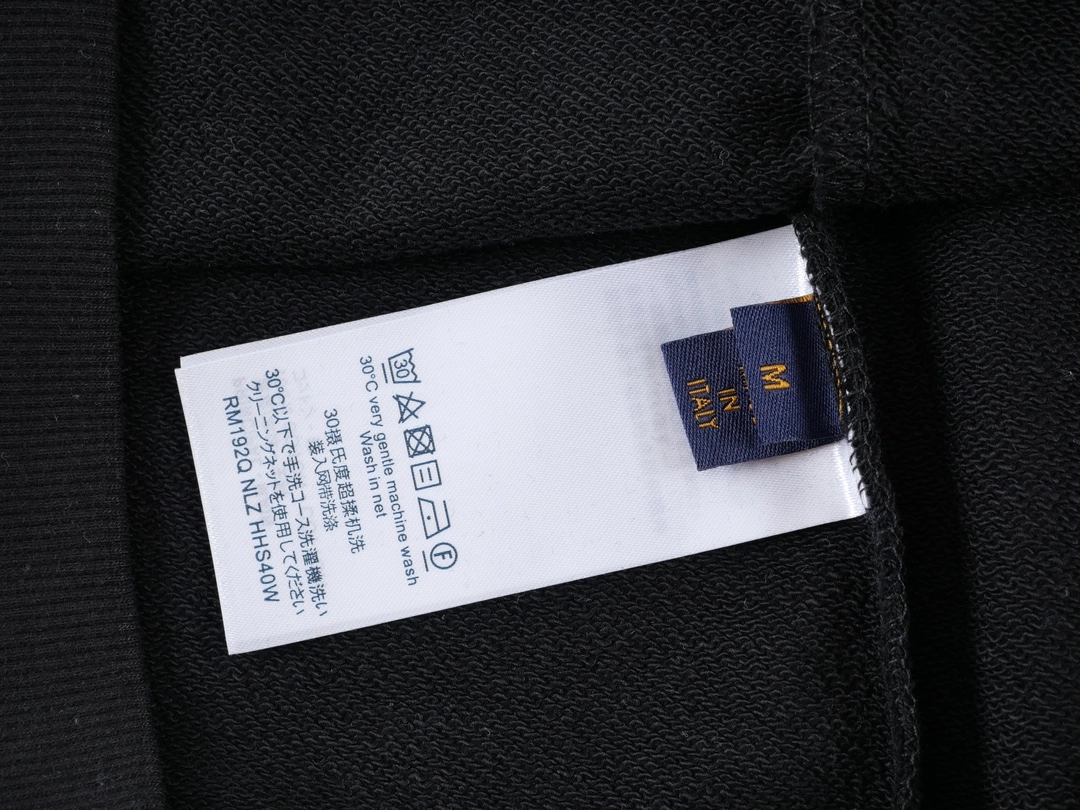 30
F
30°C very gentle machine wash
Wash in net
30摄氏度超揉机洗
装入网带洗涤
30℃以下で手洗コース洗濯機洗い
クリーニングネットを使用してください
RM192Q NLZ HHS40W
M
IN
ITALY